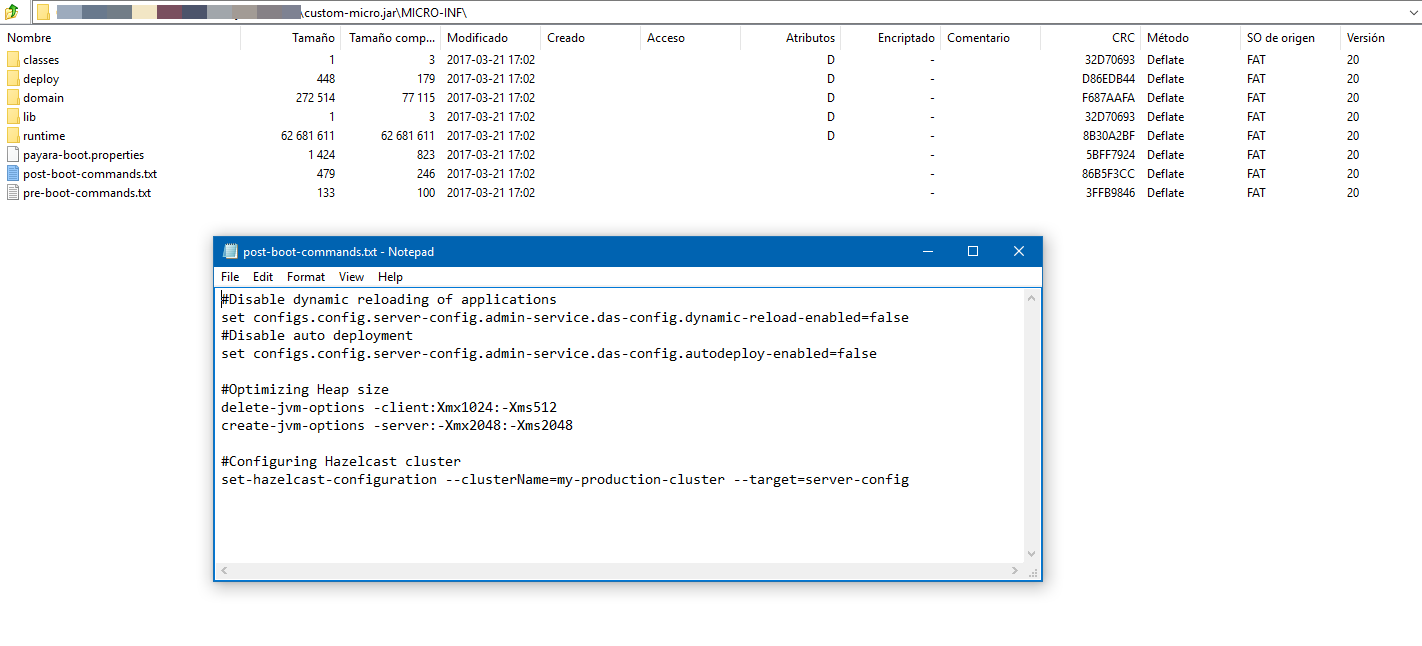 \custom-micro.jar\MICRO-INF\
Nombre Tamaño Tamaño comp... Modificado Creado Acceso Atributos Encriptado Comentario CRC Método SO de origen Versión
classes 1 3 2017-03-21 17:02 D - 32D70693 Deflate FAT 20
deploy 448 179 2017-03-21 17:02 D - D86EDB44 Deflate FAT 20
domain 272 514 77 115 2017-03-21 17:02 D - F687AAFA Deflate FAT 20
lib 1 3 2017-03-21 17:02 D - 32D70693 Deflate FAT 20
runtime 62 681 611 62 681 611 2017-03-21 17:02 D - 8B30A2BF Deflate FAT 20
payara-boot.properties 1 424 823 2017-03-21 17:02 - 5BFF7924 Deflate FAT 20
post-boot-commands.txt 479 246 2017-03-21 17:02 - 86B5F3CC Deflate FAT 20
pre-boot-commands.txt 133 100 2017-03-21 17:02 - 3FFB9846 Deflate FAT 20
post-boot-commands.txt - Notepad
File Edit Format View Help
#Disable dynamic reloading of applications
set configs.config.server-config.admin-service.das-config.dynamic-reload-enabled=false
#Disable auto deployment
set configs.config.server-config.admin-service.das-config.autodeploy-enabled=false
#Optimizing Heap size
delete-jvm-options -client:Xmx1024:-Xms512
create-jvm-options -server:-Xmx2048:-Xms2048
#Configuring Hazelcast cluster
set-hazelcast-configuration --clusterName=my-production-cluster --target=server-config